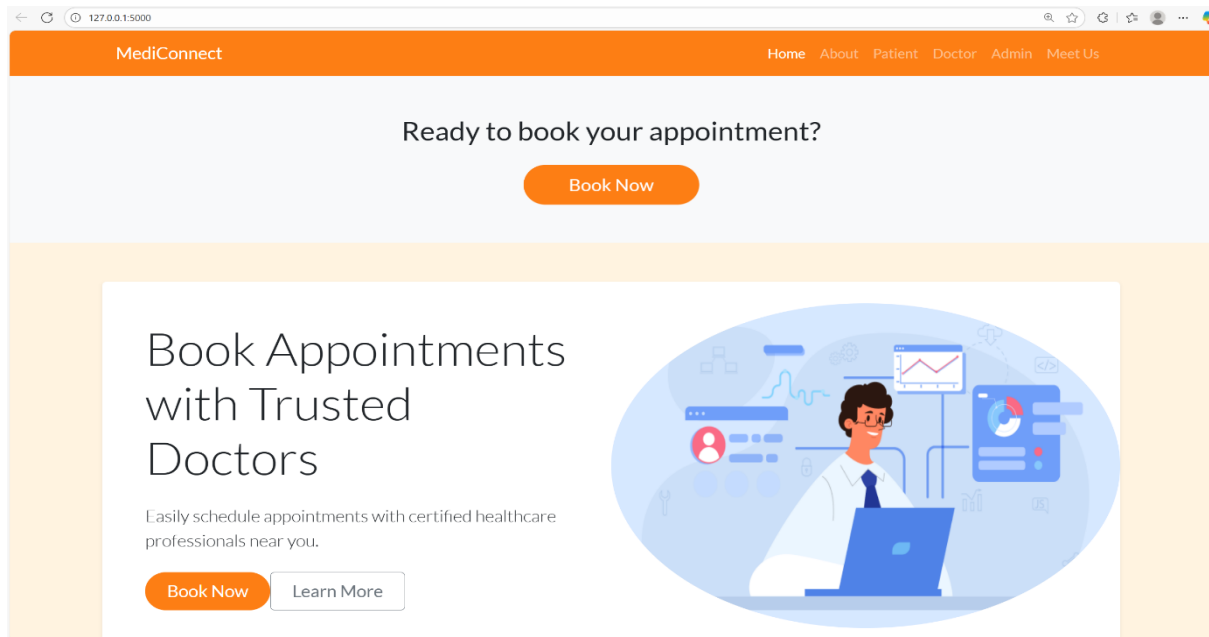 127.0.0.1:5000
MediConnect Home About Patient Doctor Admin Meet Us
Ready to book your appointment?
Book Now
Book Appointments
with Trusted
Doctors
Easily schedule appointments with certified healthcare
professionals near you.
Book Now Learn More